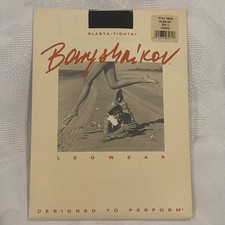 ELASTA-TIGHTS®
Baryshnikov®
LEGWEAR
DESIGNED TO PERFORM®